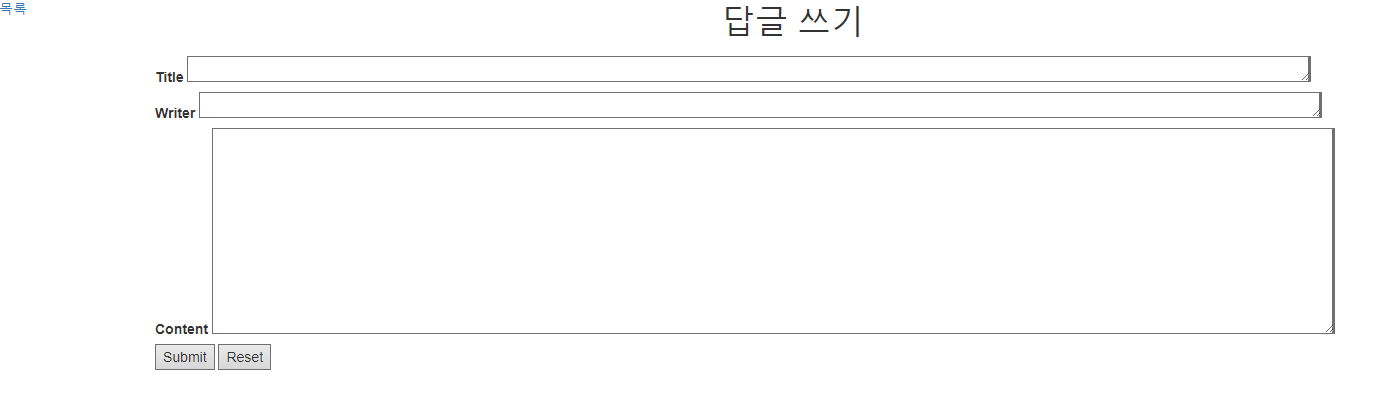 목록
답글 쓰기
Title
Writer
Content
Submit Reset